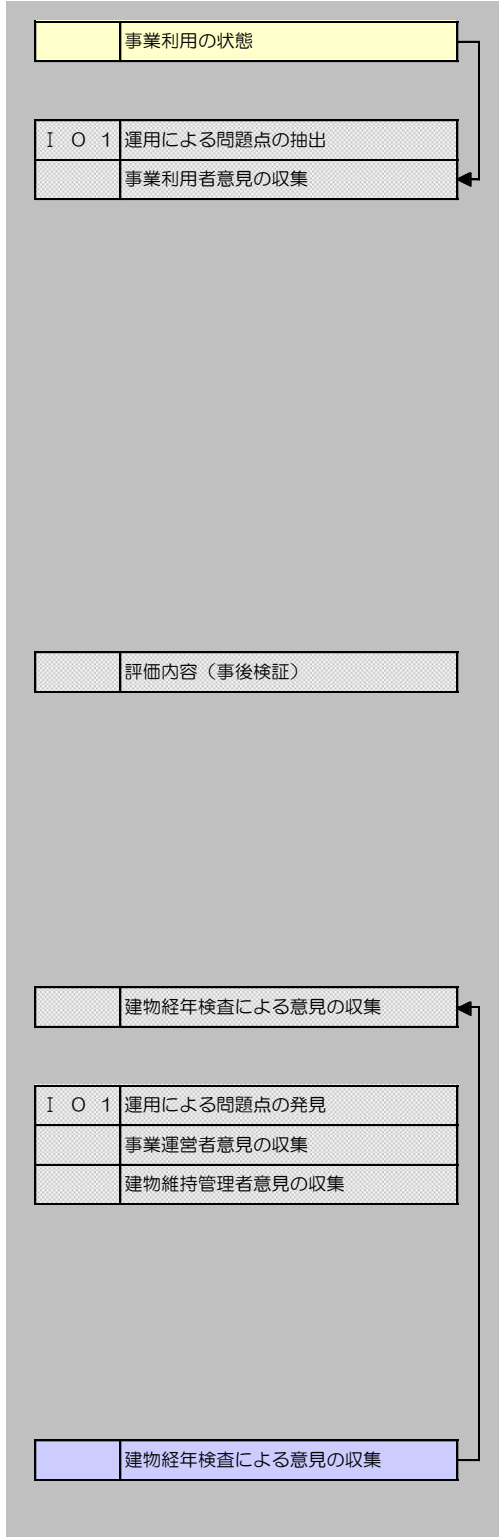 事業利用の状態
Ｉ Ｏ １ 運用による問題点の抽出
事業利用者意見の収集
評価内容（事後検証）
建物経年検査による意見の収集
Ｉ Ｏ １ 運用による問題点の発見
事業運営者意見の収集
建物維持管理者意見の収集
建物経年検査による意見の収集